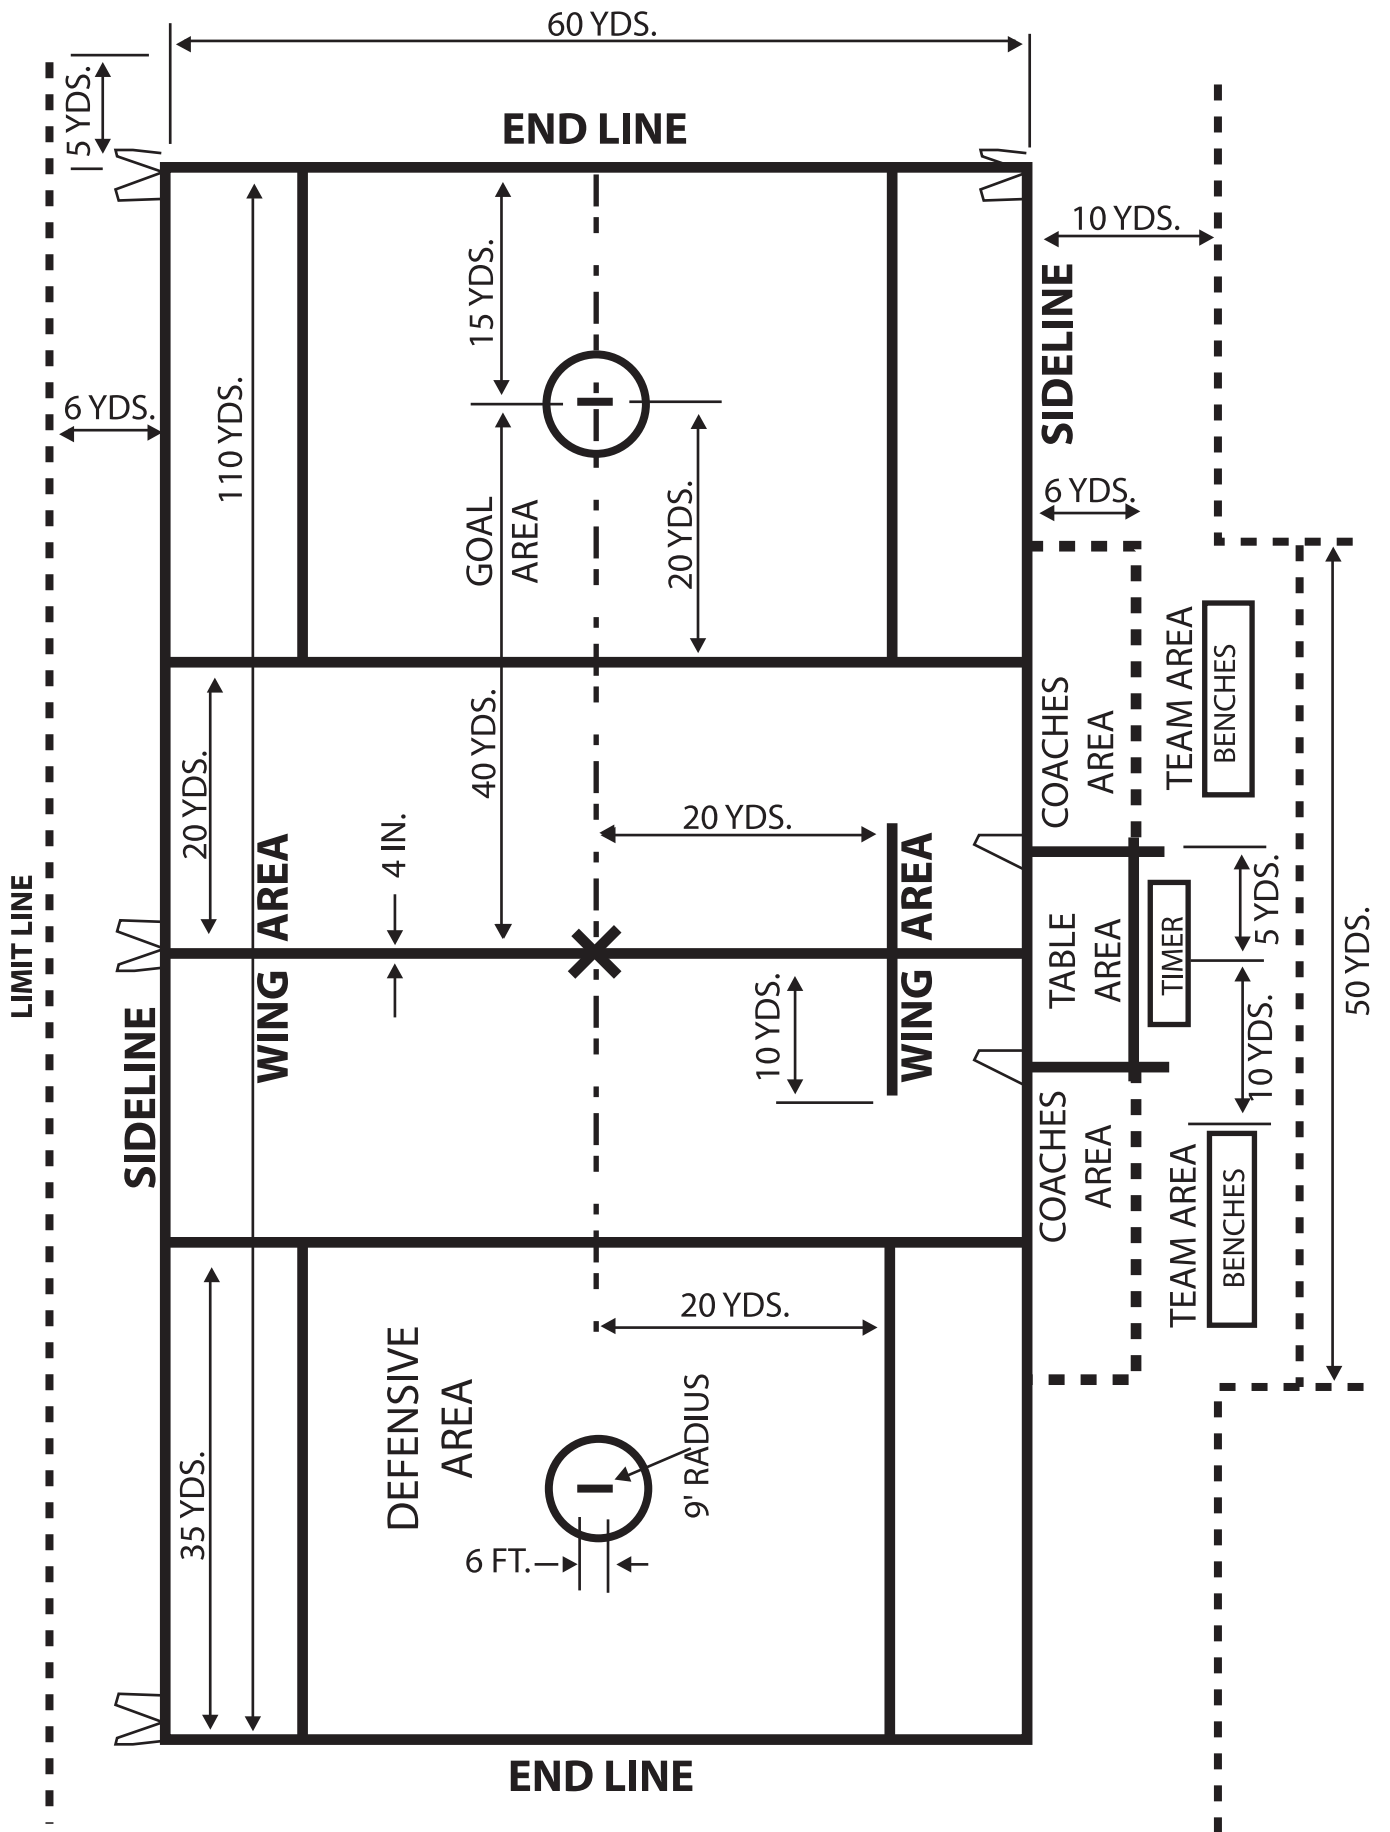 60 YDS.
5 YDS.
END LINE
10 YDS.
15 YDS.
SIDELINE
6 YDS.
110 YDS.
6 YDS.
GOAL
AREA
20 YDS.
TEAM AREA
BENCHES
COACHES
AREA
40 YDS.
20 YDS.
20 YDS.
4 IN.
WING AREA
WING AREA
LIMIT LINE
TABLE
AREA
TIMER
5 YDS.
50 YDS.
10 YDS.
10 YDS.
SIDELINE
COACHES
AREA
TEAM AREA
BENCHES
20 YDS.
DEFENSIVE
AREA
9' RADIUS
35 YDS.
6 FT.
END LINE